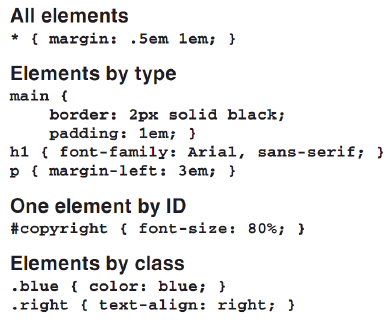 All elements
* { margin: .5em 1em; }
Elements by type
main {
    border: 2px solid black;
    padding: 1em; }
h1 { font-family: Arial, sans-serif; }
p { margin-left: 3em; }
One element by ID
#copyright { font-size: 80%; }
Elements by class
.blue { color: blue; }
.right { text-align: right; }